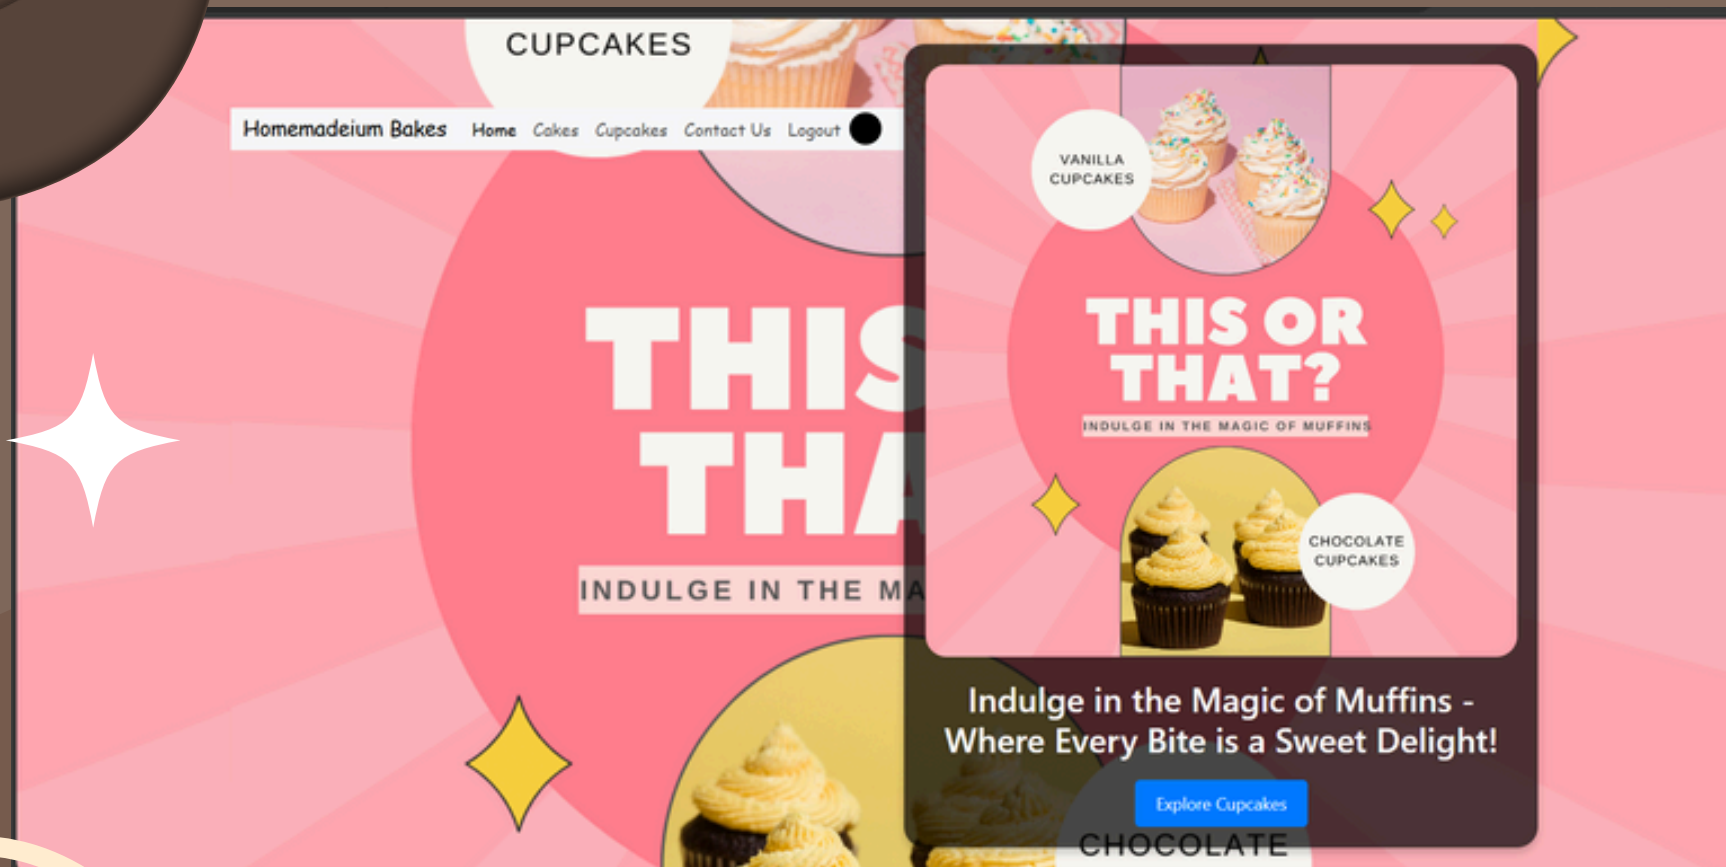 CUPCAKES
Homemadeium Bakes Home Cakes Cupcakes Contact Us Logout
THIS
THA
INDULGE IN THE MA
VANILLA
CUPCAKES
THIS OR
THAT?
INDULGE IN THE MAGIC OF MUFFINS
CHOCOLATE
CUPCAKES
Indulge in the Magic of Muffins -
Where Every Bite is a Sweet Delight!
Explore Cupcakes
CHOCOLATE